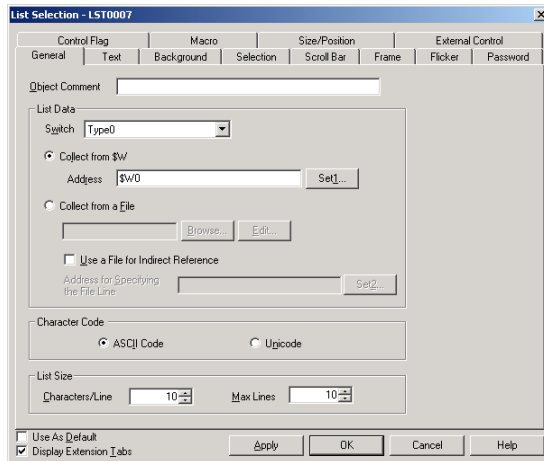 List Selection - LST0007
Control Flag Macro Size/Position External Control
General Text Background Selection Scroll Bar Frame Flicker Password
Object Comment
List Data
Switch Type0
Collect from $W
Address $W0 Set1...
Collect from a File
Browse... Edit...
Use a File for Indirect Reference
Address for Specifying
the File Line Set2...
Character Code
ASCII Code Unicode
List Size
Characters/Line 10 Max Lines 10
Use As Default
Display Extension Tabs
Apply OK Cancel Help